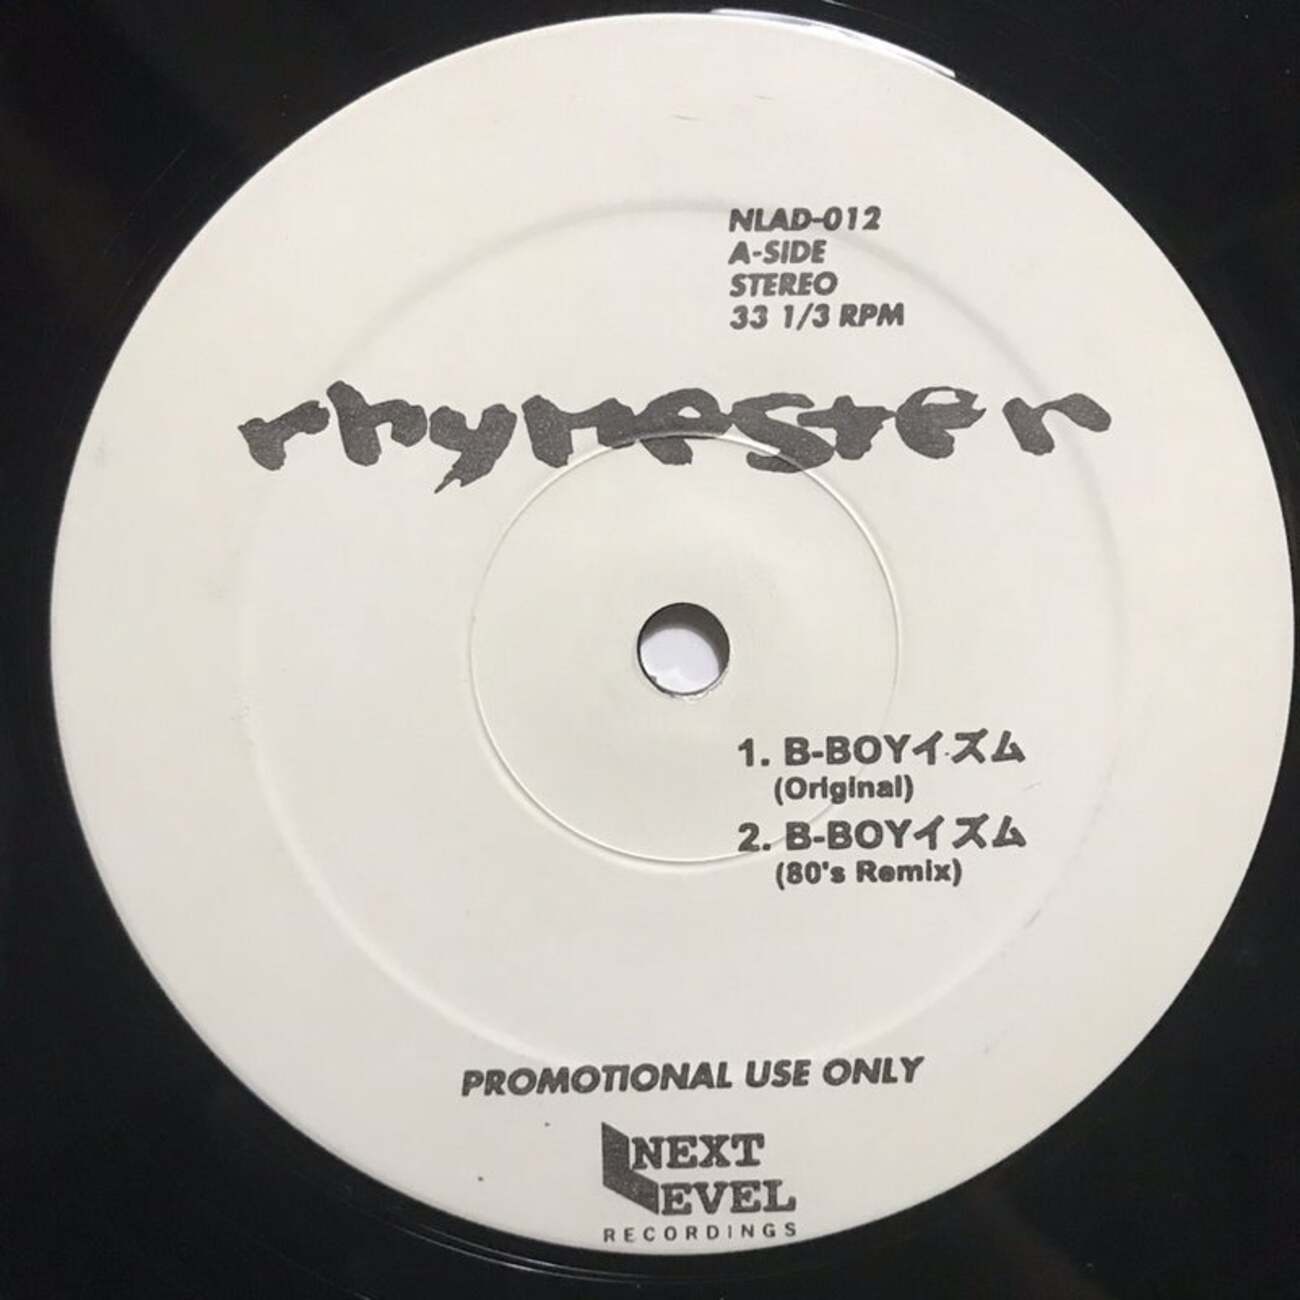 NLAD-012
A-SIDE
STEREO
33 1/3 RPM
rhymester
1. B-BOYイズム
(Original)
2. B-BOYイズム
(80's Remix)
PROMOTIONAL USE ONLY
NEXT
LEVEL
RECORDINGS